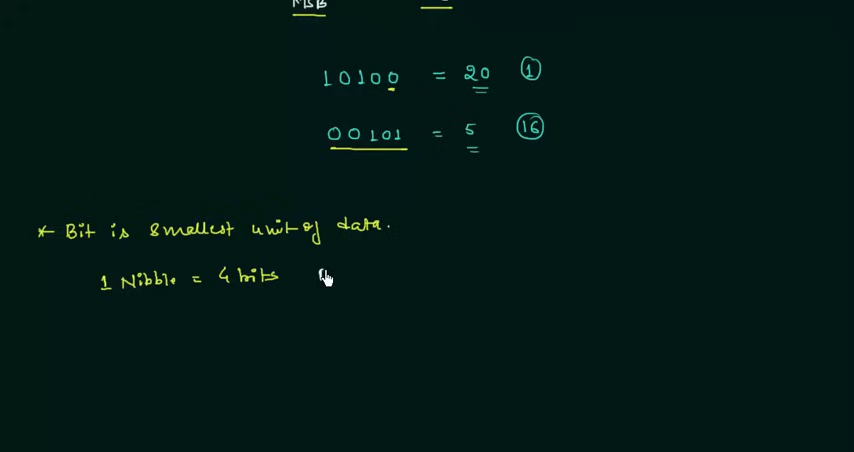 MSB
10100 = 20 1
00101 = 5 16
* Bit is smallest unit of data.
1 Nibble = 4 bits